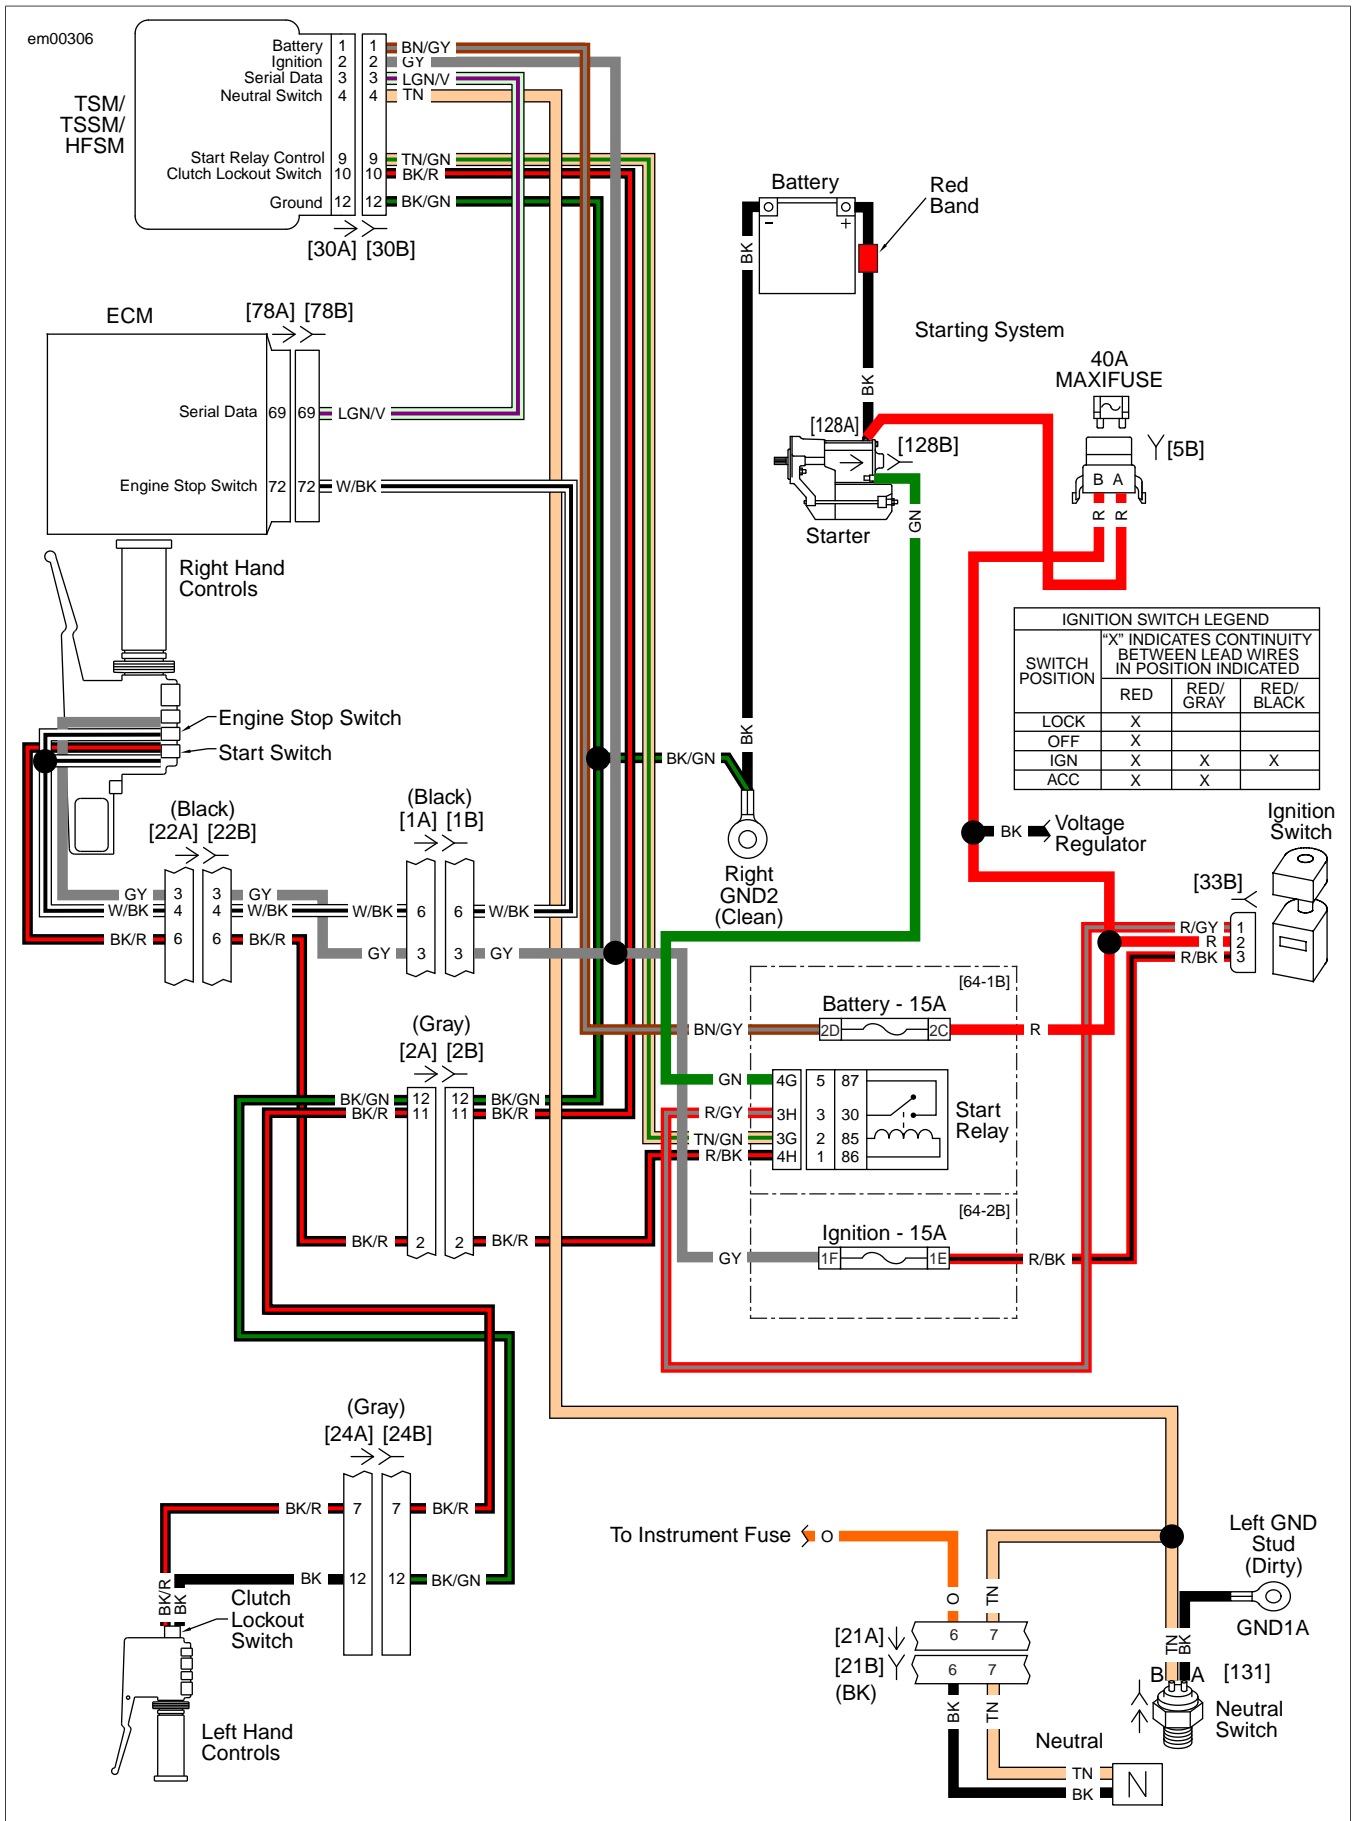 em00306
TSM/
TSSM/
HFSM
Battery 1 1 BN/GY
Ignition 2 2 GY
Serial Data 3 3 LGN/V
Neutral Switch 4 4 TN
Start Relay Control 9 9 TN/GN
Clutch Lockout Switch 10 10 BK/R
Ground 12 12 BK/GN
[30A] [30B]
Battery
- +
Red
Band
BK
BK
ECM
[78A] [78B]
Serial Data 69 69 LGN/V
Engine Stop Switch 72 72 W/BK
Starting System
40A
MAXIFUSE
[5B]
B A
R R
[128A]
[128B]
Starter
GN
Right Hand
Controls
Engine Stop Switch
Start Switch
IGNITION SWITCH LEGEND
SWITCH
POSITION
"X" INDICATES CONTINUITY
BETWEEN LEAD WIRES
IN POSITION INDICATED
RED
RED/
GRAY
RED/
BLACK
LOCK X
OFF X
IGN X X X
ACC X X
BK
BK/GN
Right
GND2
(Clean)
BK
Voltage
Regulator
Ignition
Switch
[33B]
R/GY 1
R 2
R/BK 3
(Black)
[22A] [22B]
GY 3 3 GY
W/BK 4 4 W/BK
BK/R 6 6 BK/R
(Black)
[1A] [1B]
W/BK 6 6 W/BK
GY 3 3 GY
(Gray)
[2A] [2B]
BK/GN 12 12 BK/GN
BK/R 11 11 BK/R
BK/R 2 2 BK/R
[64-1B]
Battery - 15A
BN/GY 2D 2C R
GN 4G 5 87
R/GY 3H 3 30
TN/GN 3G 2 85
R/BK 4H 1 86
Start
Relay
[64-2B]
Ignition - 15A
GY 1F 1E R/BK
(Gray)
[24A] [24B]
BK/R 7 7 BK/R
BK 12 12 BK/GN
BK/R
BK
Clutch
Lockout
Switch
Left Hand
Controls
To Instrument Fuse O
O
TN
[21A] 6 7
[21B] 6 7
(BK)
BK
TN
Neutral
TN
BK
N
Left GND
Stud
(Dirty)
GND1A
TN
BK
B A [131]
Neutral
Switch